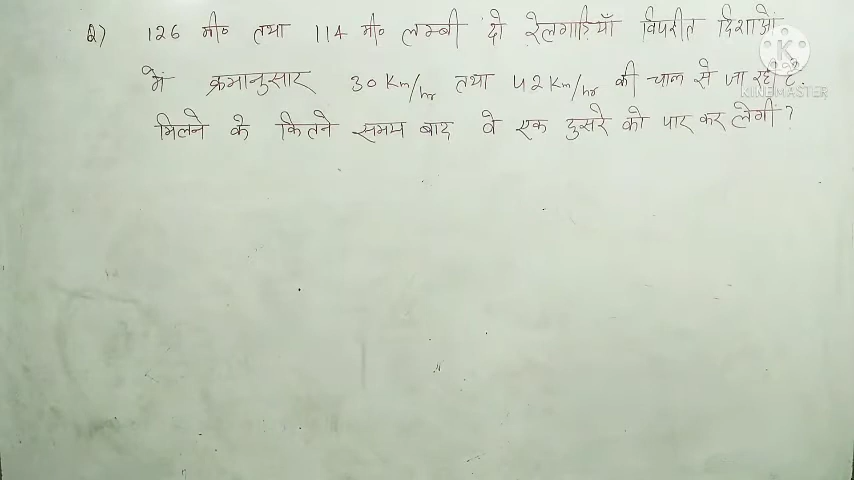 Q) 126 मी० तथा 114 मी० लम्बी दो रेलगाड़ियाँ विपरीत दिशाओं
में क्रमानुसार 30 Km/hr तथा 42 Km/hr की चाल से जा रही है.
मिलने के कितने समय बाद वे एक दुसरे को पार कर लेगीं?
KINEMASTER